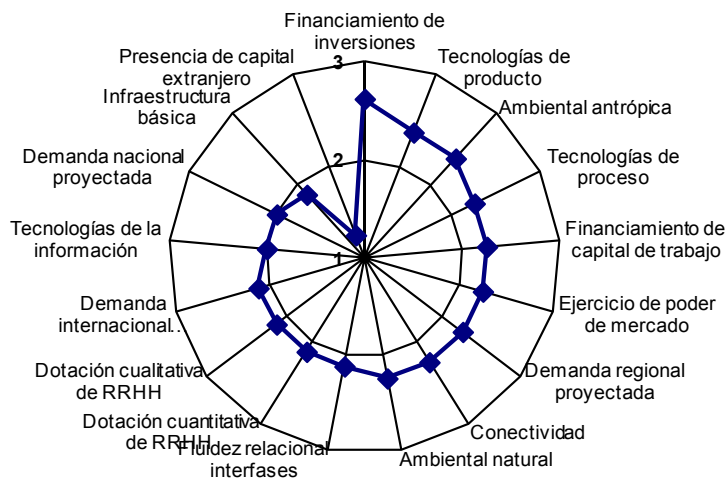 Financiamiento de
inversiones
Tecnologías de
producto
Ambiental antrópica
Tecnologías de
proceso
Financiamiento de
capital de trabajo
Ejercicio de poder
de mercado
Demanda regional
proyectada
Conectividad
Ambiental natural
Fluidez relacional
interfases
Dotación cuantitativa
de RRHH
Dotación cualitativa
de RRHH
Demanda
internacional..
Tecnologías de la
información
Demanda nacional
proyectada
Infraestructura
básica
Presencia de capital
extranjero
3
2
1